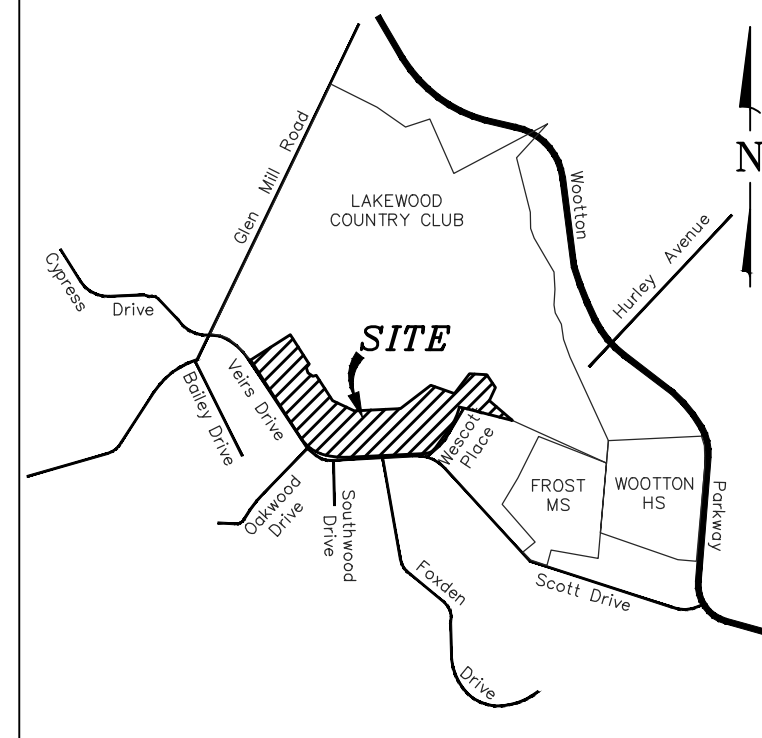 N
Glen Mill Road
LAKEWOOD
COUNTRY CLUB
Wootton
Hurley Avenue
Cypress
Drive
SITE
Veirs Drive
Bailey Drive
Wescot
Place
Oakwood
Drive
Southwood
Drive
FROST
MS
WOOTTON
HS
Parkway
Foxden
Scott Drive
Drive